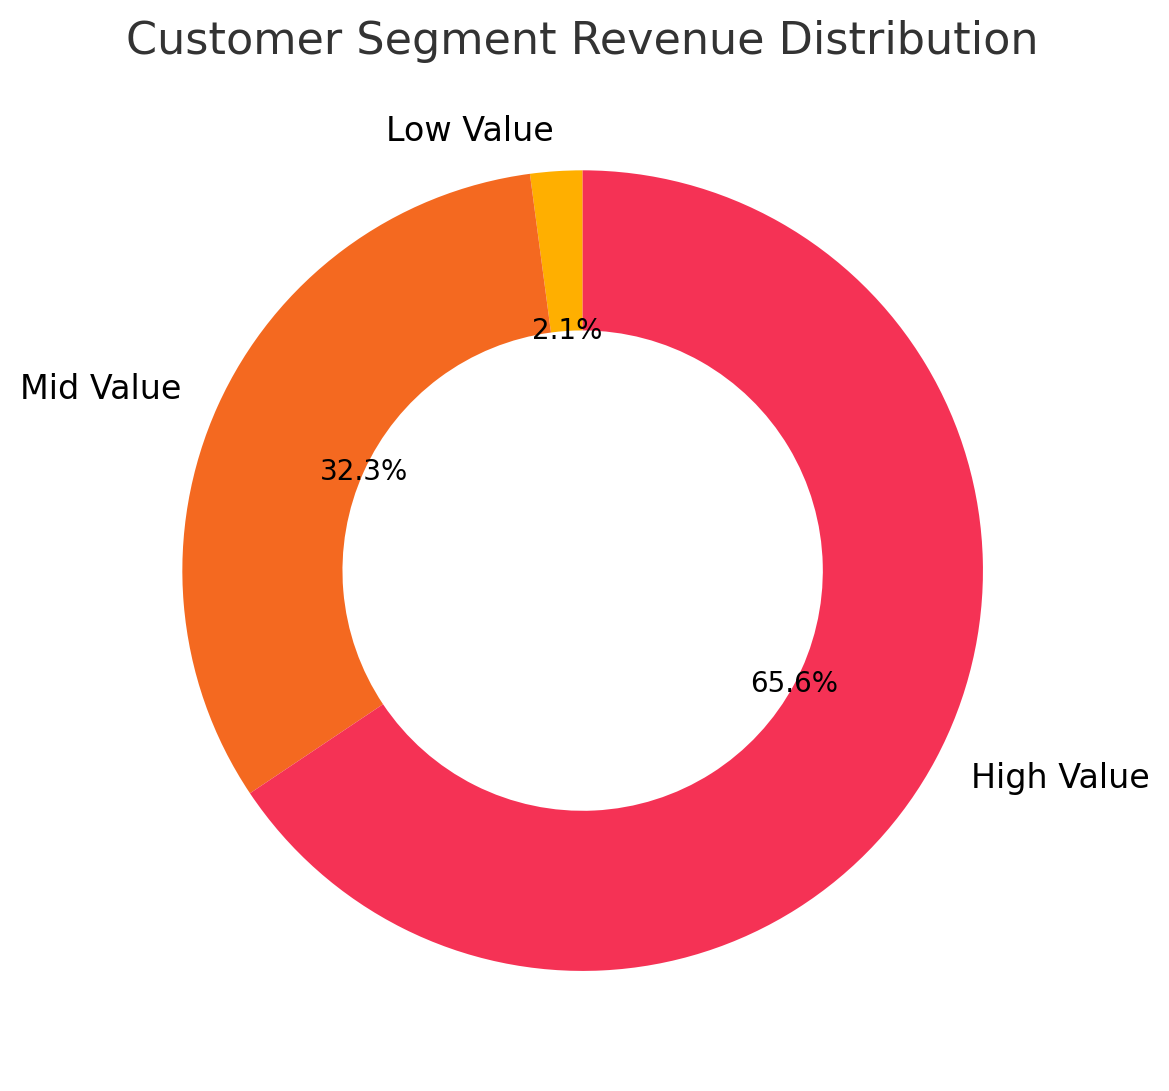 Customer Segment Revenue Distribution
Low Value
2.1%
Mid Value
32.3%
65.6%
High Value